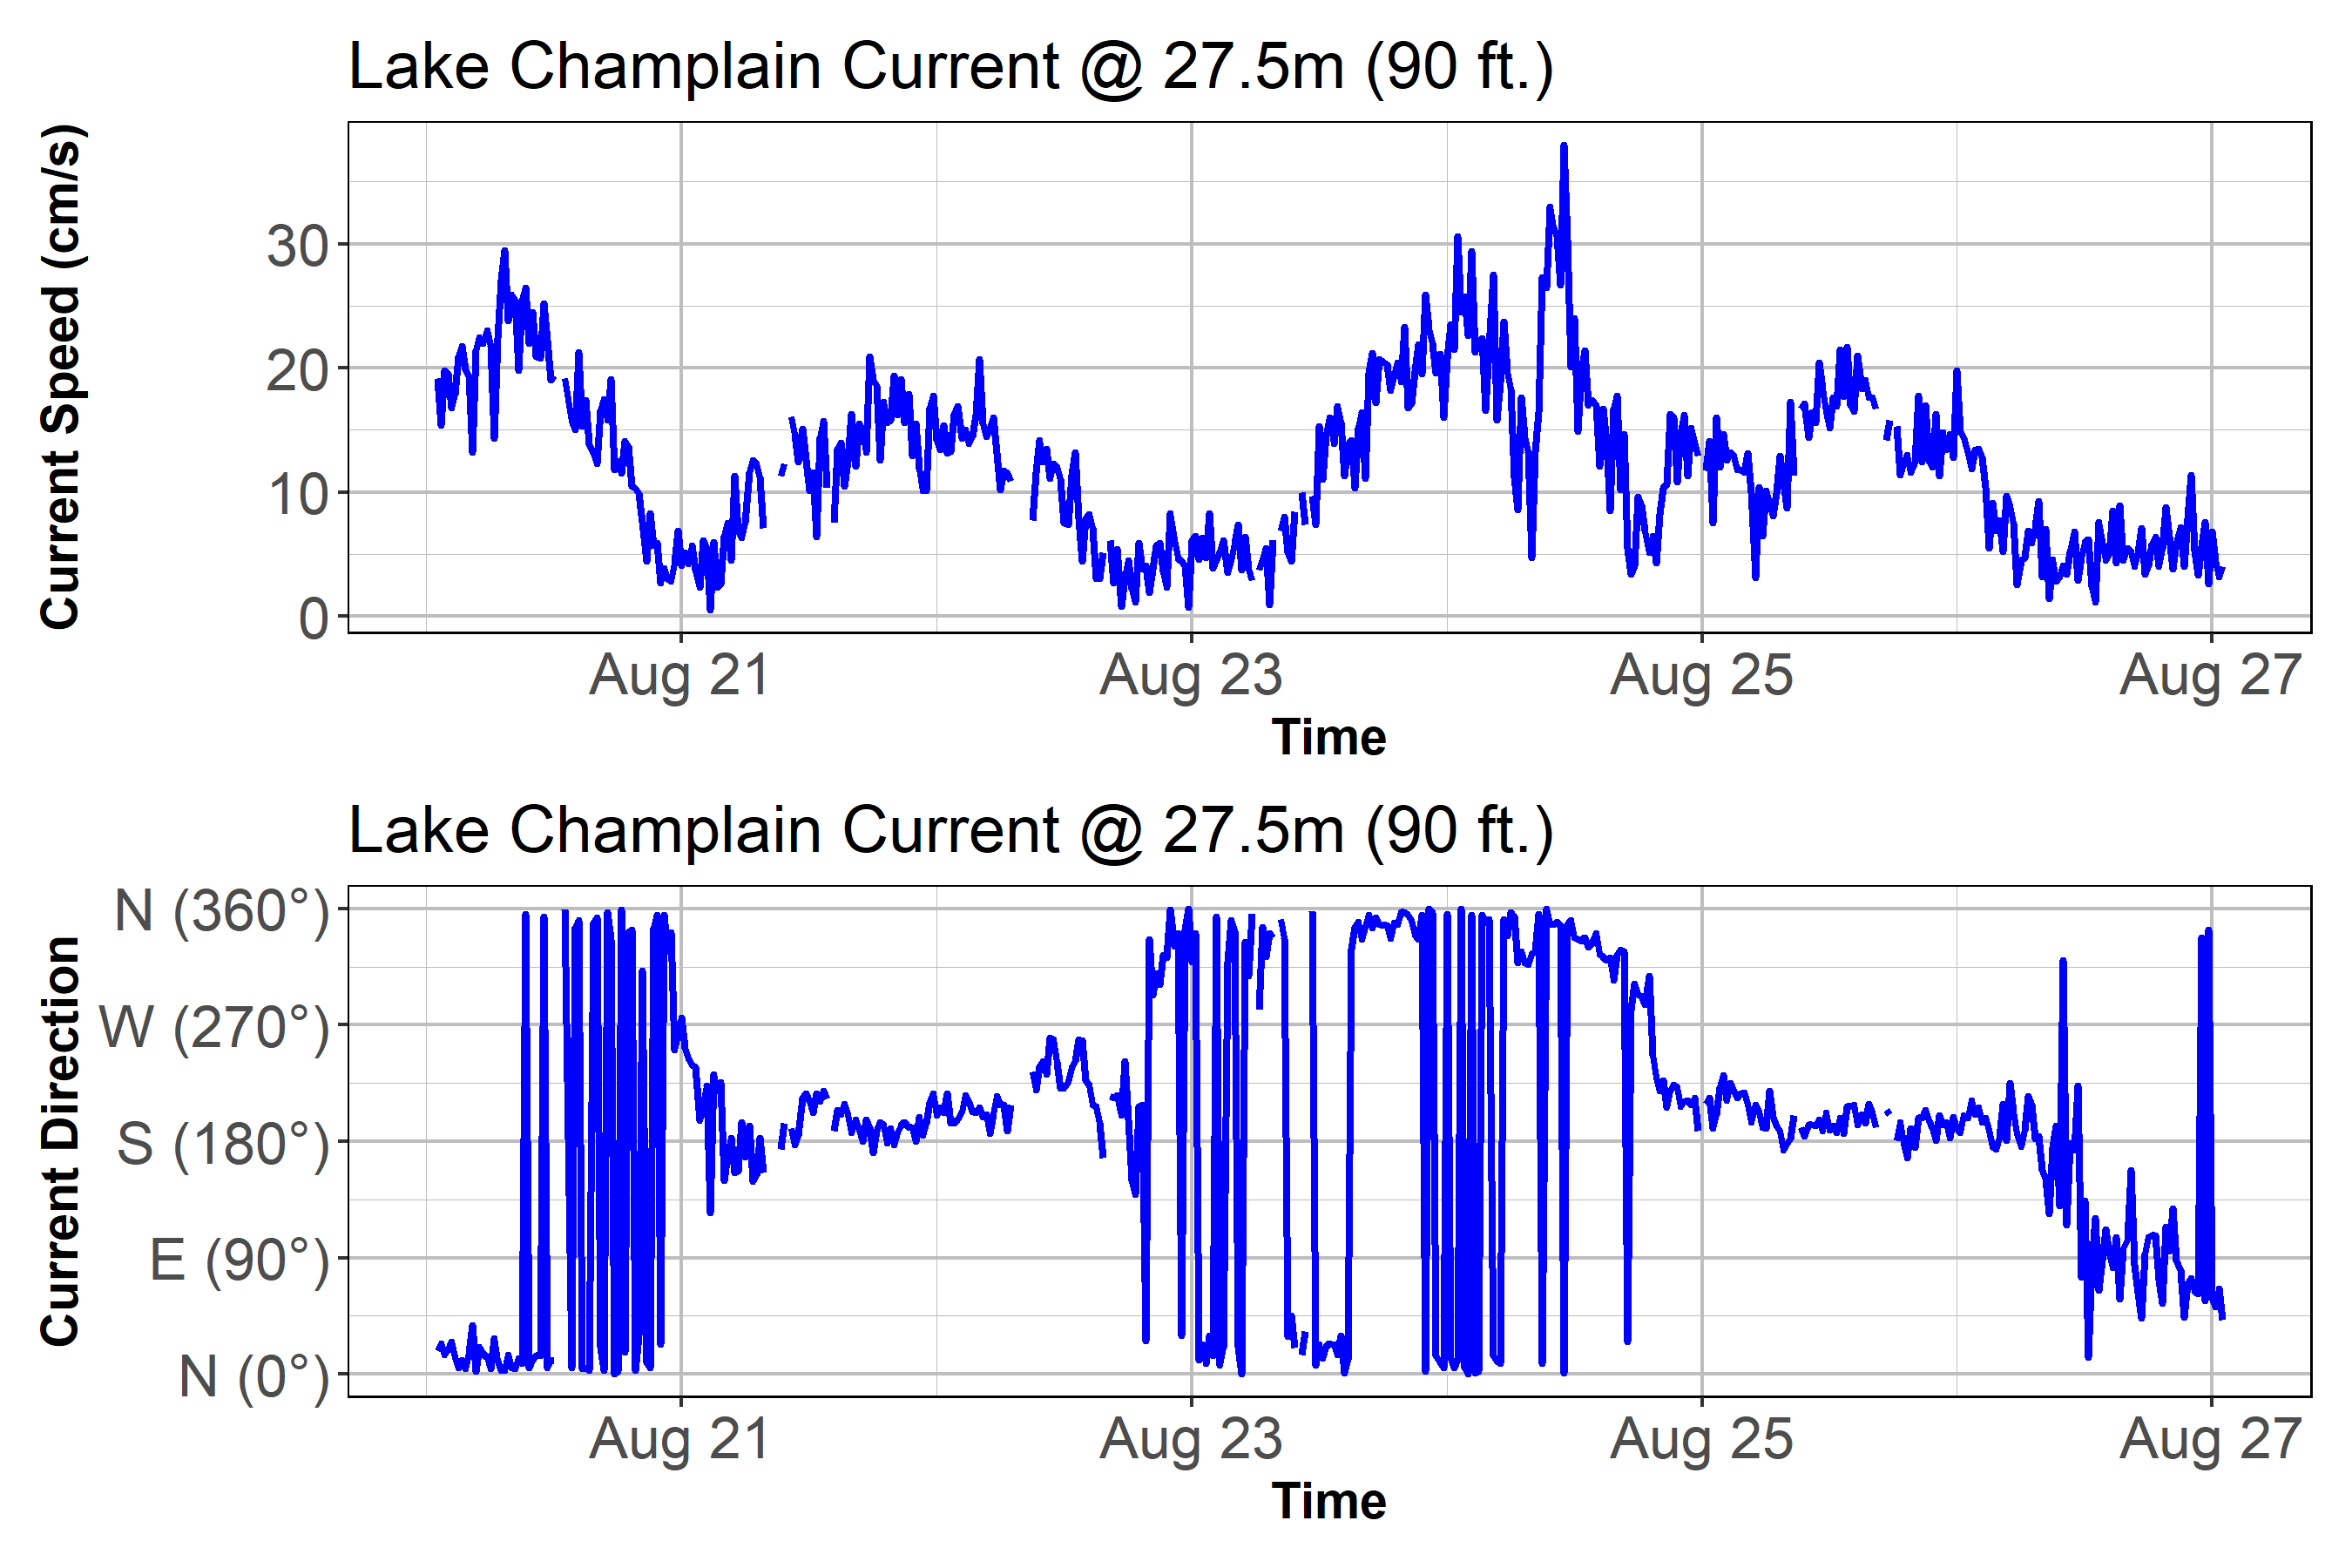 Lake Champlain Current @ 27.5m (90 ft.)
Current Speed (cm/s)
30
20
10
0
Aug 21 Aug 23 Aug 25 Aug 27
Time
Lake Champlain Current @ 27.5m (90 ft.)
Current Direction
N (360°)
W (270°)
S (180°)
E (90°)
N (0°)
Aug 21 Aug 23 Aug 25 Aug 27
Time